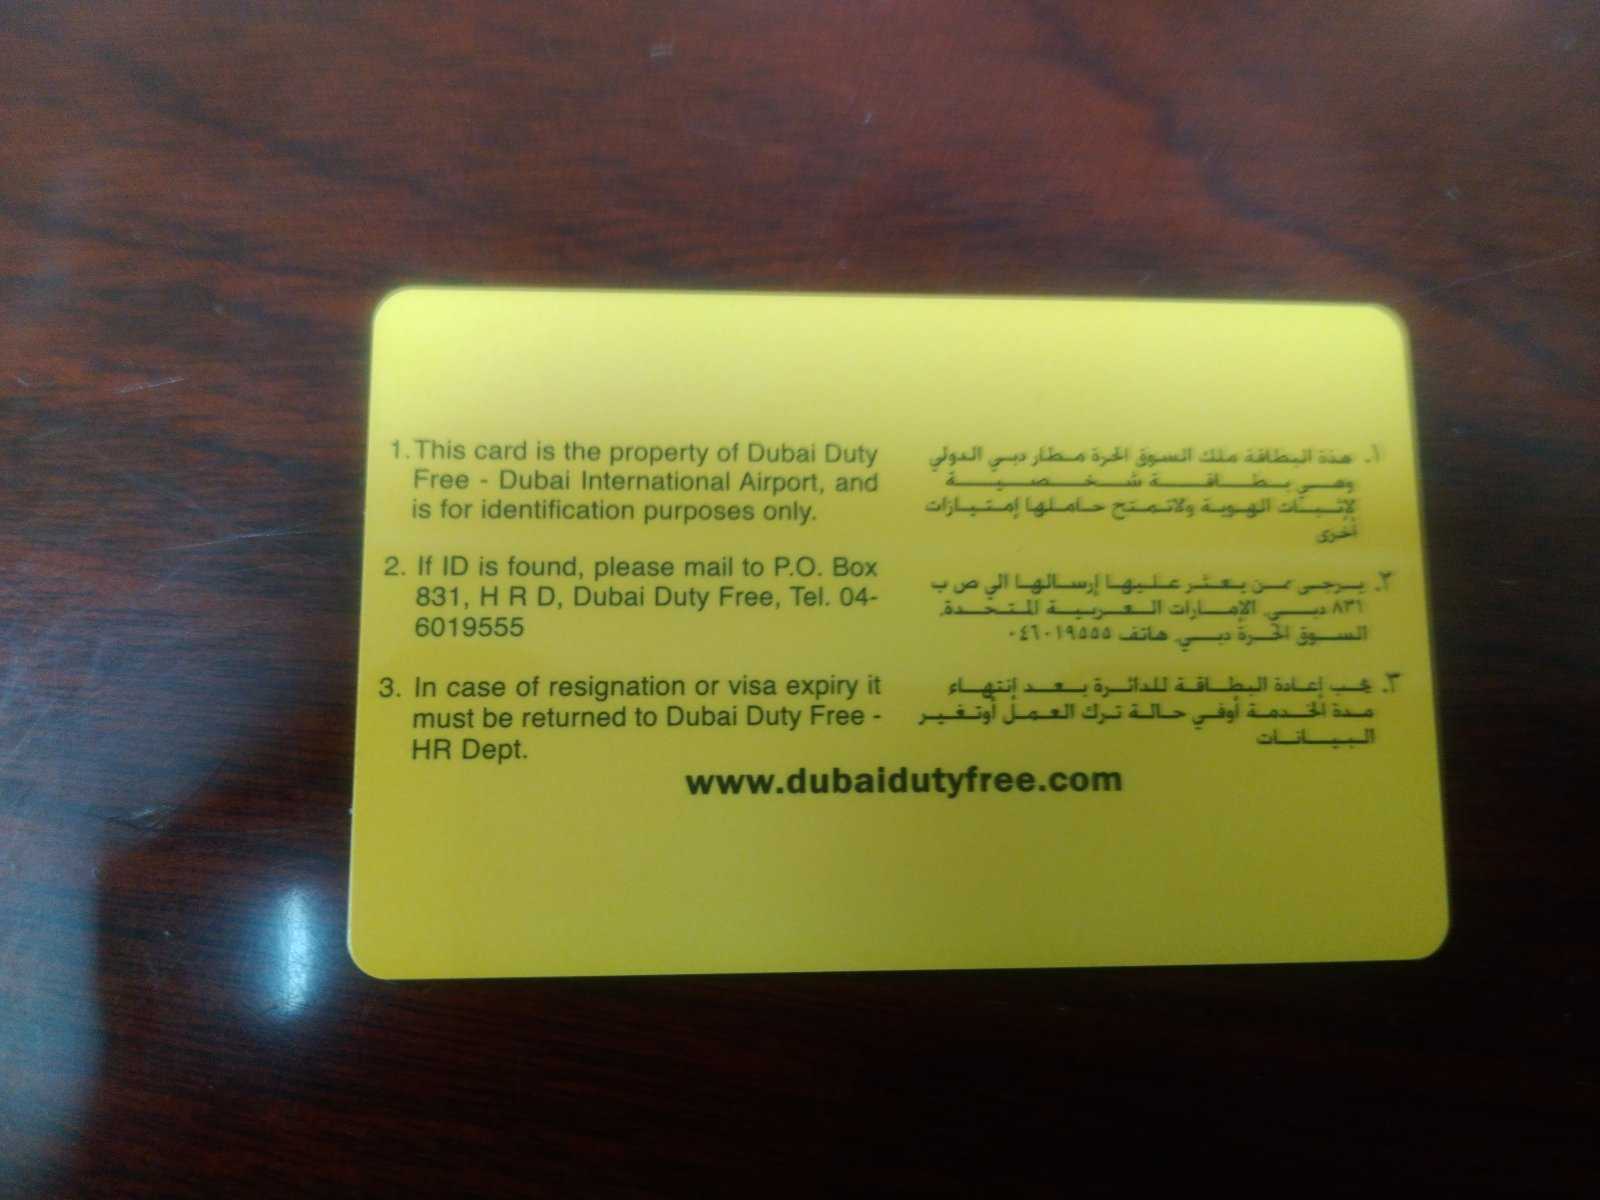 1. This card is the property of Dubai Duty
Free - Dubai International Airport, and
is for identification purposes only.
2. If ID is found, please mail to P.O. Box
831, H R D, Dubai Duty Free, Tel. 04-
6019555
3. In case of resignation or visa expiry it
must be returned to Dubai Duty Free -
HR Dept.
١. هذة البطاقة ملك السوق الحرة مطار دبي الدولي
وهي بطاقة شخصية
لإثبات الهوية ولاتمنح حاملها إمتيازات
أخرى
٢. يرجى ممن يعثر عليها إرسالها الي ص ب
٨٣١ دبي. الإمارات العربية المتحدة.
السوق الحرة دبي. هاتف ٠٤٦٠١٩٥٥٥
٣. يجب إعادة البطاقة للدائرة بعد إنتهاء
مدة الخدمة أوفي حالة ترك العمل أوتغير
البيانات
www.dubaidutyfree.com